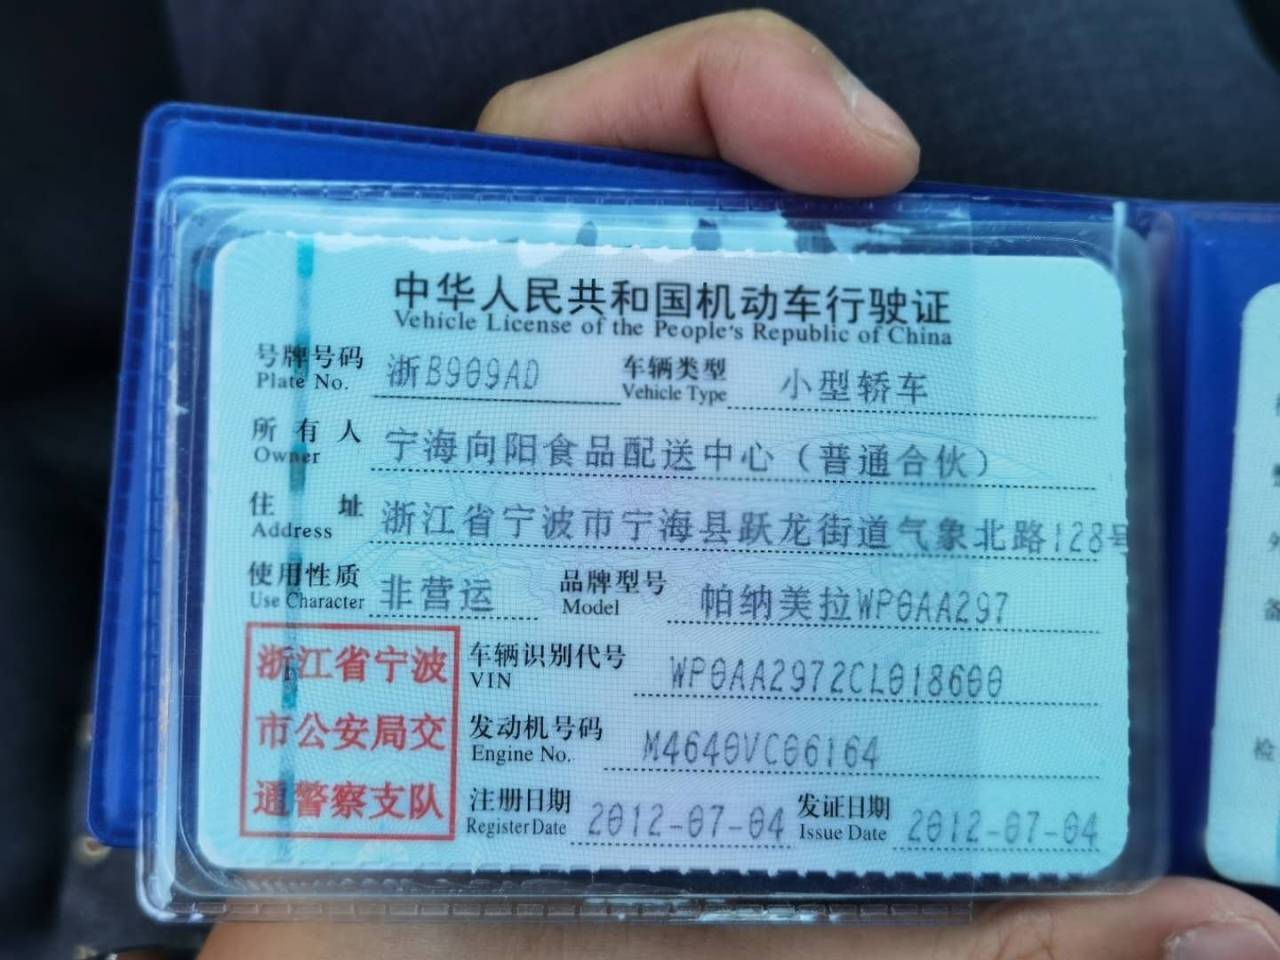 中华人民共和国机动车行驶证
Vehicle License of the People's Republic of China
号牌号码 浙B909AD 车辆类型 小型轿车
Plate No. Vehicle Type
所有人 宁海向阳食品配送中心（普通合伙）
Owner
住址 浙江省宁波市宁海县跃龙街道气象北路128号
Address
使用性质 非营运 品牌型号 帕纳美拉WP0AA297
Use Character Model
浙江省宁波
市公安局交
通警察支队
车辆识别代号 WP0AA2972CL018600
VIN
发动机号码 M4640VC06164
Engine No.
注册日期 2012-07-04 发证日期 2012-07-04
Register Date Issue Date
检